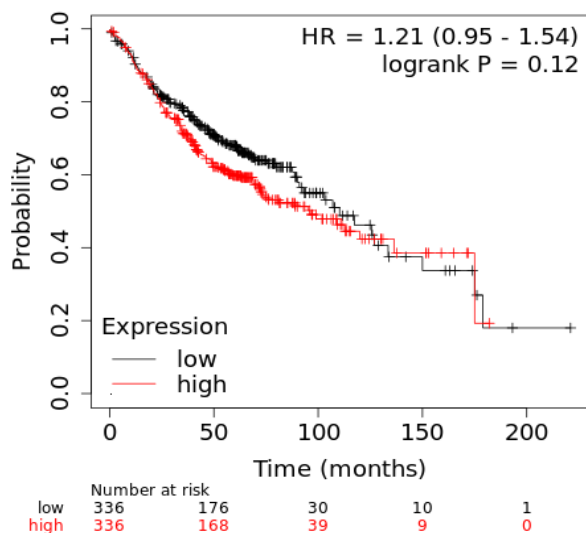 HR = 1.21 (0.95 - 1.54)
logrank P = 0.12
1.0
0.8
0.6
0.4
0.2
0.0
Probability
Expression
low
high
0 50 100 150 200
Time (months)
Number at risk
low 336 176 30 10 1
high 336 168 39 9 0